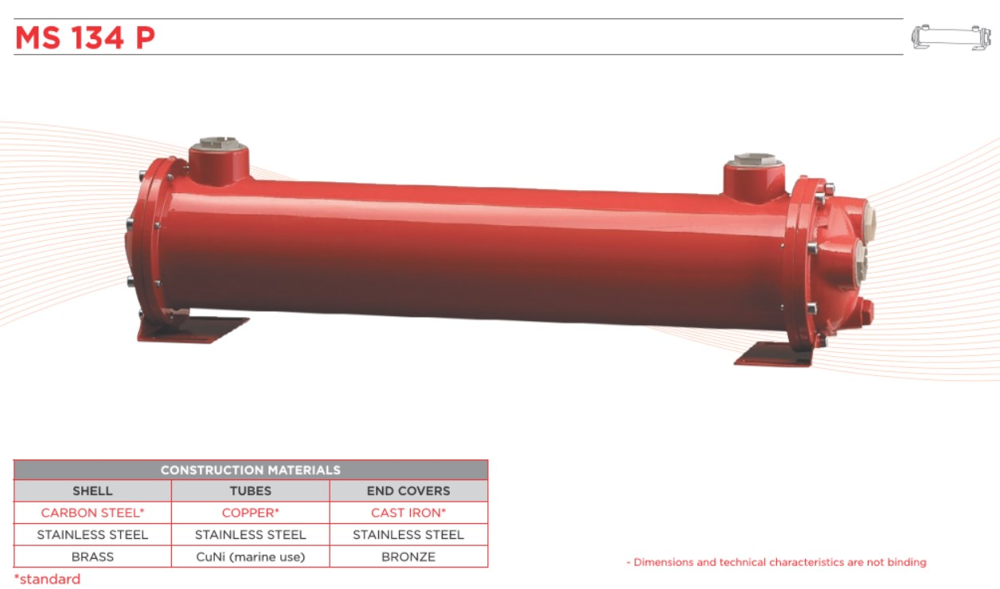 MS 134 P
CONSTRUCTION MATERIALS
SHELL TUBES END COVERS
CARBON STEEL* COPPER* CAST IRON*
STAINLESS STEEL STAINLESS STEEL STAINLESS STEEL
BRASS CuNi (marine use) BRONZE
*standard
- Dimensions and technical characteristics are not binding